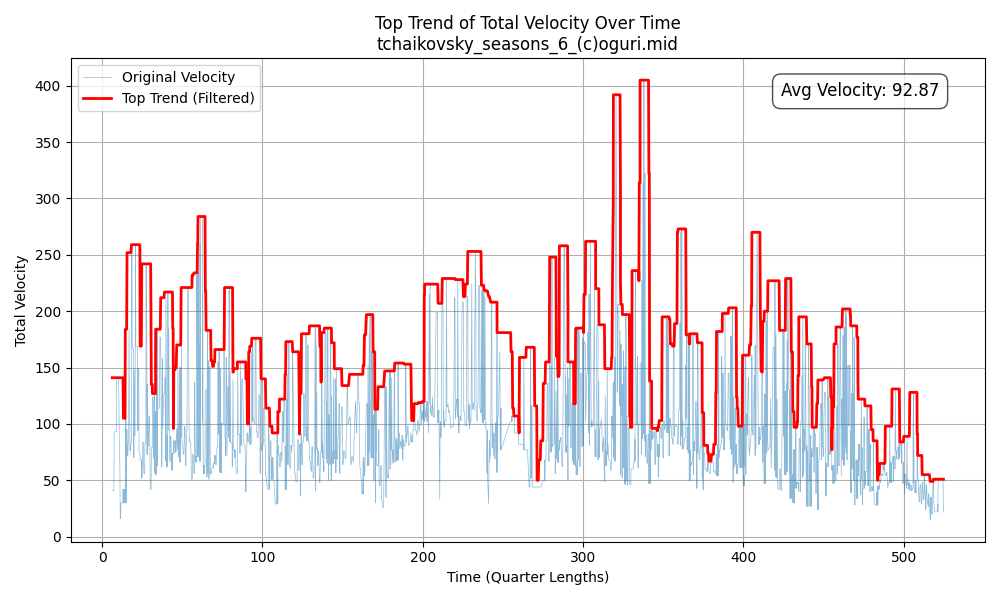 Top Trend of Total Velocity Over Time
tchaikovsky_seasons_6_(c)oguri.mid
Original Velocity
Top Trend (Filtered)
Avg Velocity: 92.87
Total Velocity
400
350
300
250
200
150
100
50
0
0 100 200 300 400 500
Time (Quarter Lengths)